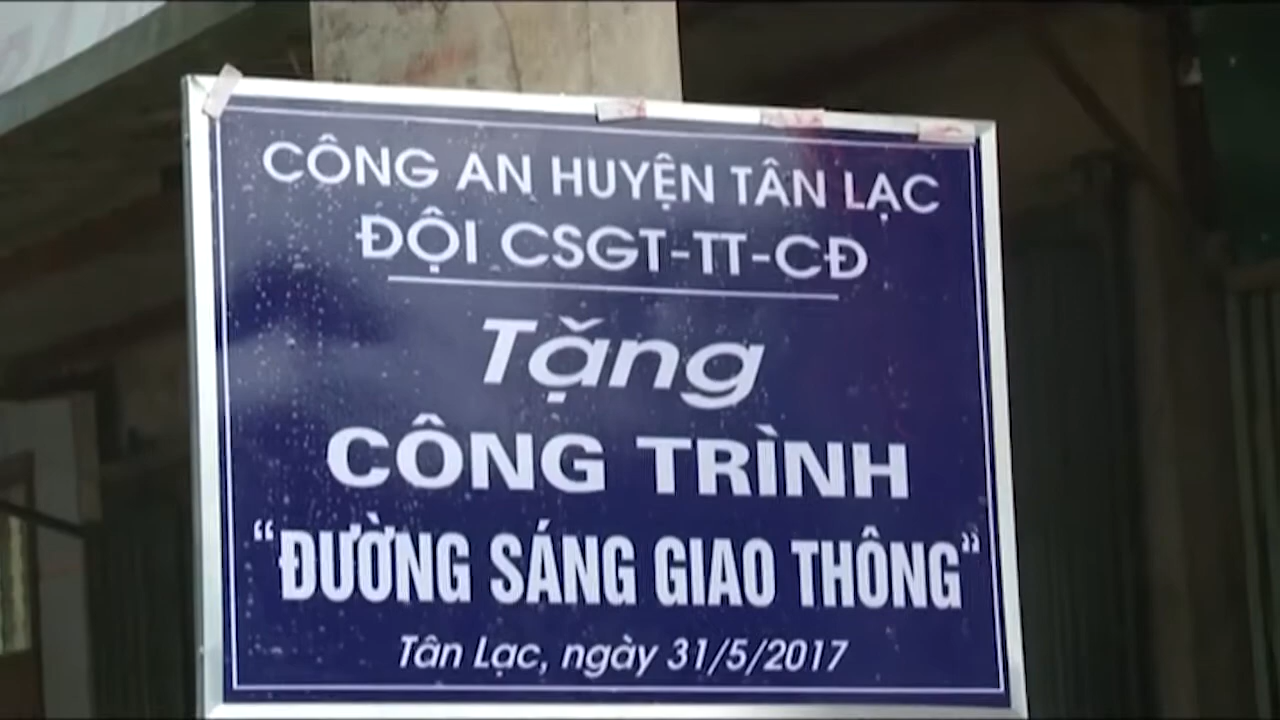 CÔNG AN HUYỆN TÂN LẠC
ĐỘI CSGT-TT-CĐ
Tặng
CÔNG TRÌNH
“ĐƯỜNG SÁNG GIAO THÔNG”
Tân Lạc, ngày 31/5/2017